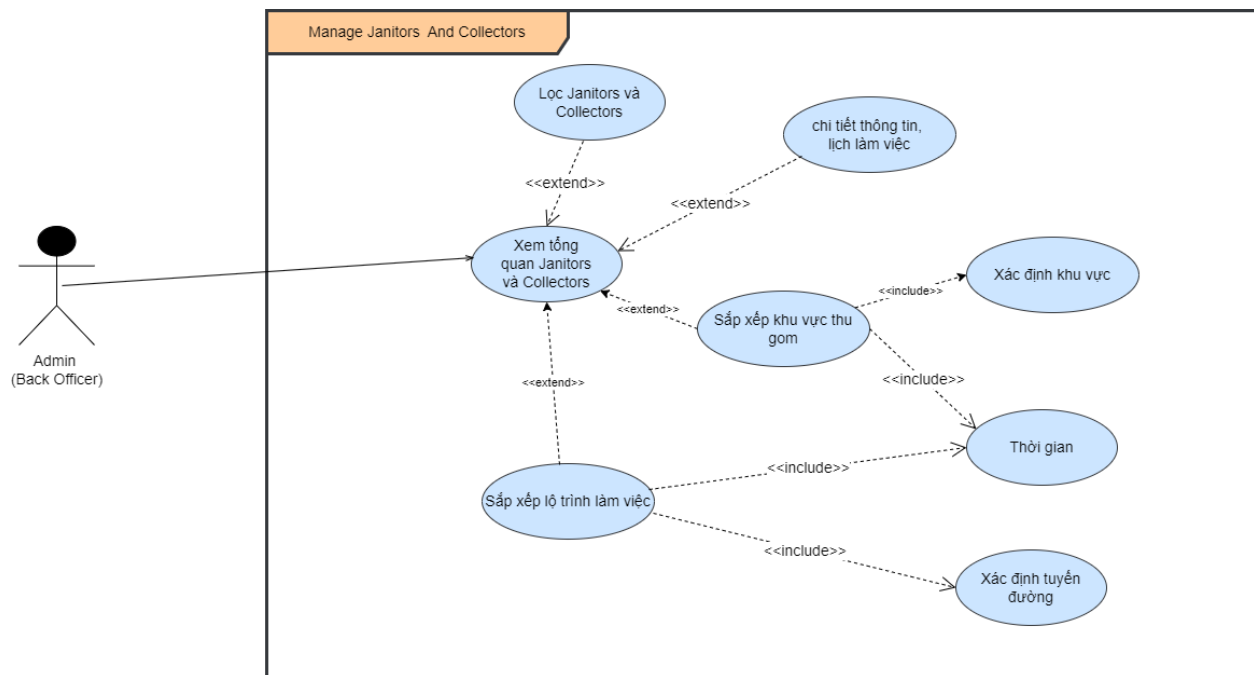 Manage Janitors And Collectors
Lọc Janitors và
Collectors
chi tiết thông tin,
lịch làm việc
<<extend>>
<<extend>>
Xem tổng
quan Janitors
và Collectors
Xác định khu vực
<<include>>
<<extend>>
Sắp xếp khu vực thu
gom
Admin
(Back Officer)
<<extend>>
<<include>>
Thời gian
<<include>>
Sắp xếp lộ trình làm việc
<<include>>
Xác định tuyến
đường